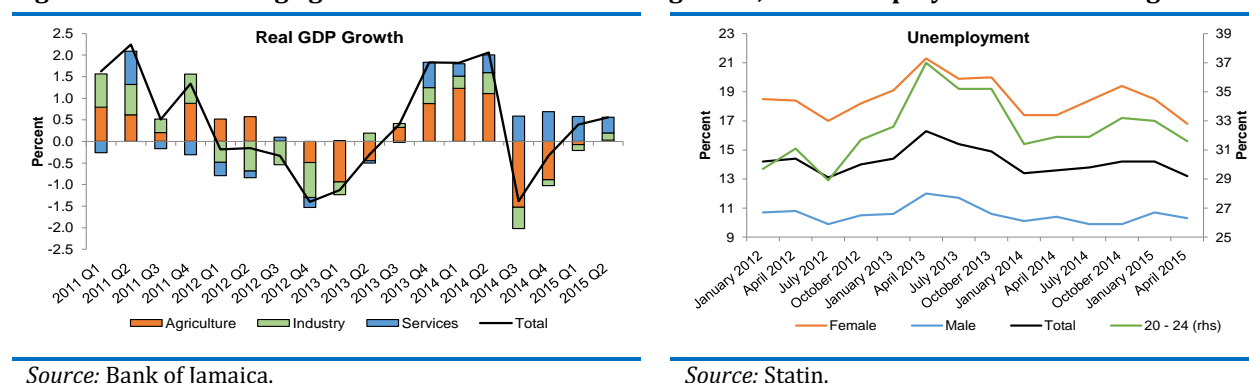 Real GDP Growth
Percent
2.5
2.0
1.5
1.0
0.5
0.0
-0.5
-1.0
-1.5
-2.0
-2.5
2011 Q1
2011 Q2
2011 Q3
2011 Q4
2012 Q1
2012 Q2
2012 Q3
2012 Q4
2013 Q1
2013 Q2
2013 Q3
2013 Q4
2014 Q1
2014 Q2
2014 Q3
2014 Q4
2015 Q1
2015 Q2
Agriculture Industry Services Total
Source: Bank of Jamaica.
Unemployment
Percent
23
21
19
17
15
13
11
9
39
37
35
33
31
29
27
25
Percent
January 2012
April 2012
July 2012
October 2012
January 2013
April 2013
July 2013
October 2013
January 2014
April 2014
July 2014
October 2014
January 2015
April 2015
Female Male Total 20 - 24 (rhs)
Source: Statin.